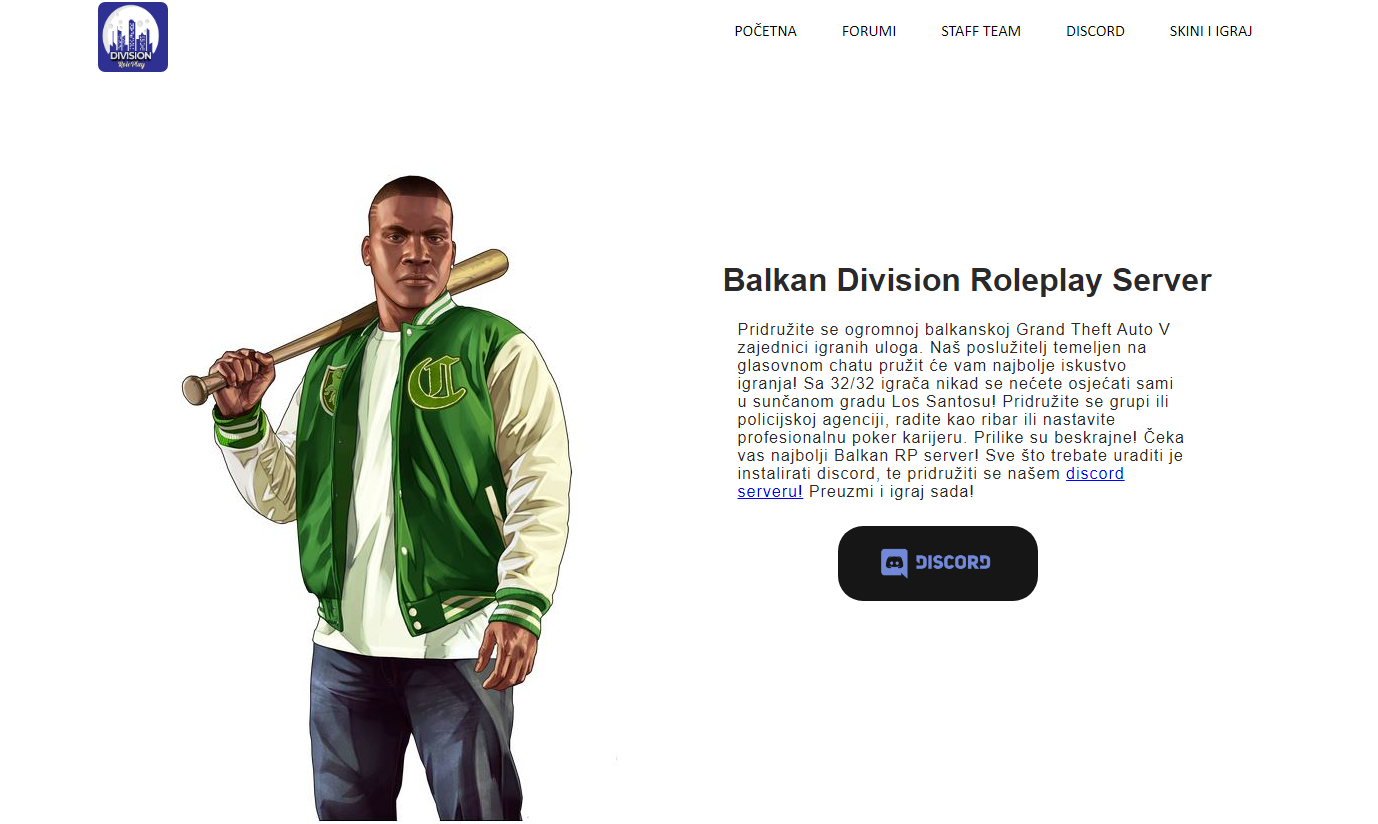 DIVISION
RolePlay
POČETNA FORUMI STAFF TEAM DISCORD SKINI I IGRAJ
C
Balkan Division Roleplay Server
Pridružite se ogromnoj balkanskoj Grand Theft Auto V
zajednici igranih uloga. Naš poslužitelj temeljen na
glasovnom chatu pružit će vam najbolje iskustvo
igranja! Sa 32/32 igrača nikad se nećete osjećati sami
u sunčanom gradu Los Santosu! Pridružite se grupi ili
policijskoj agenciji, radite kao ribar ili nastavite
profesionalnu poker karijeru. Prilike su beskrajne! Čeka
vas najbolji Balkan RP server! Sve što trebate uraditi je
instalirati discord, te pridružiti se našem discord
serveru! Preuzmi i igraj sada!
DISCORD